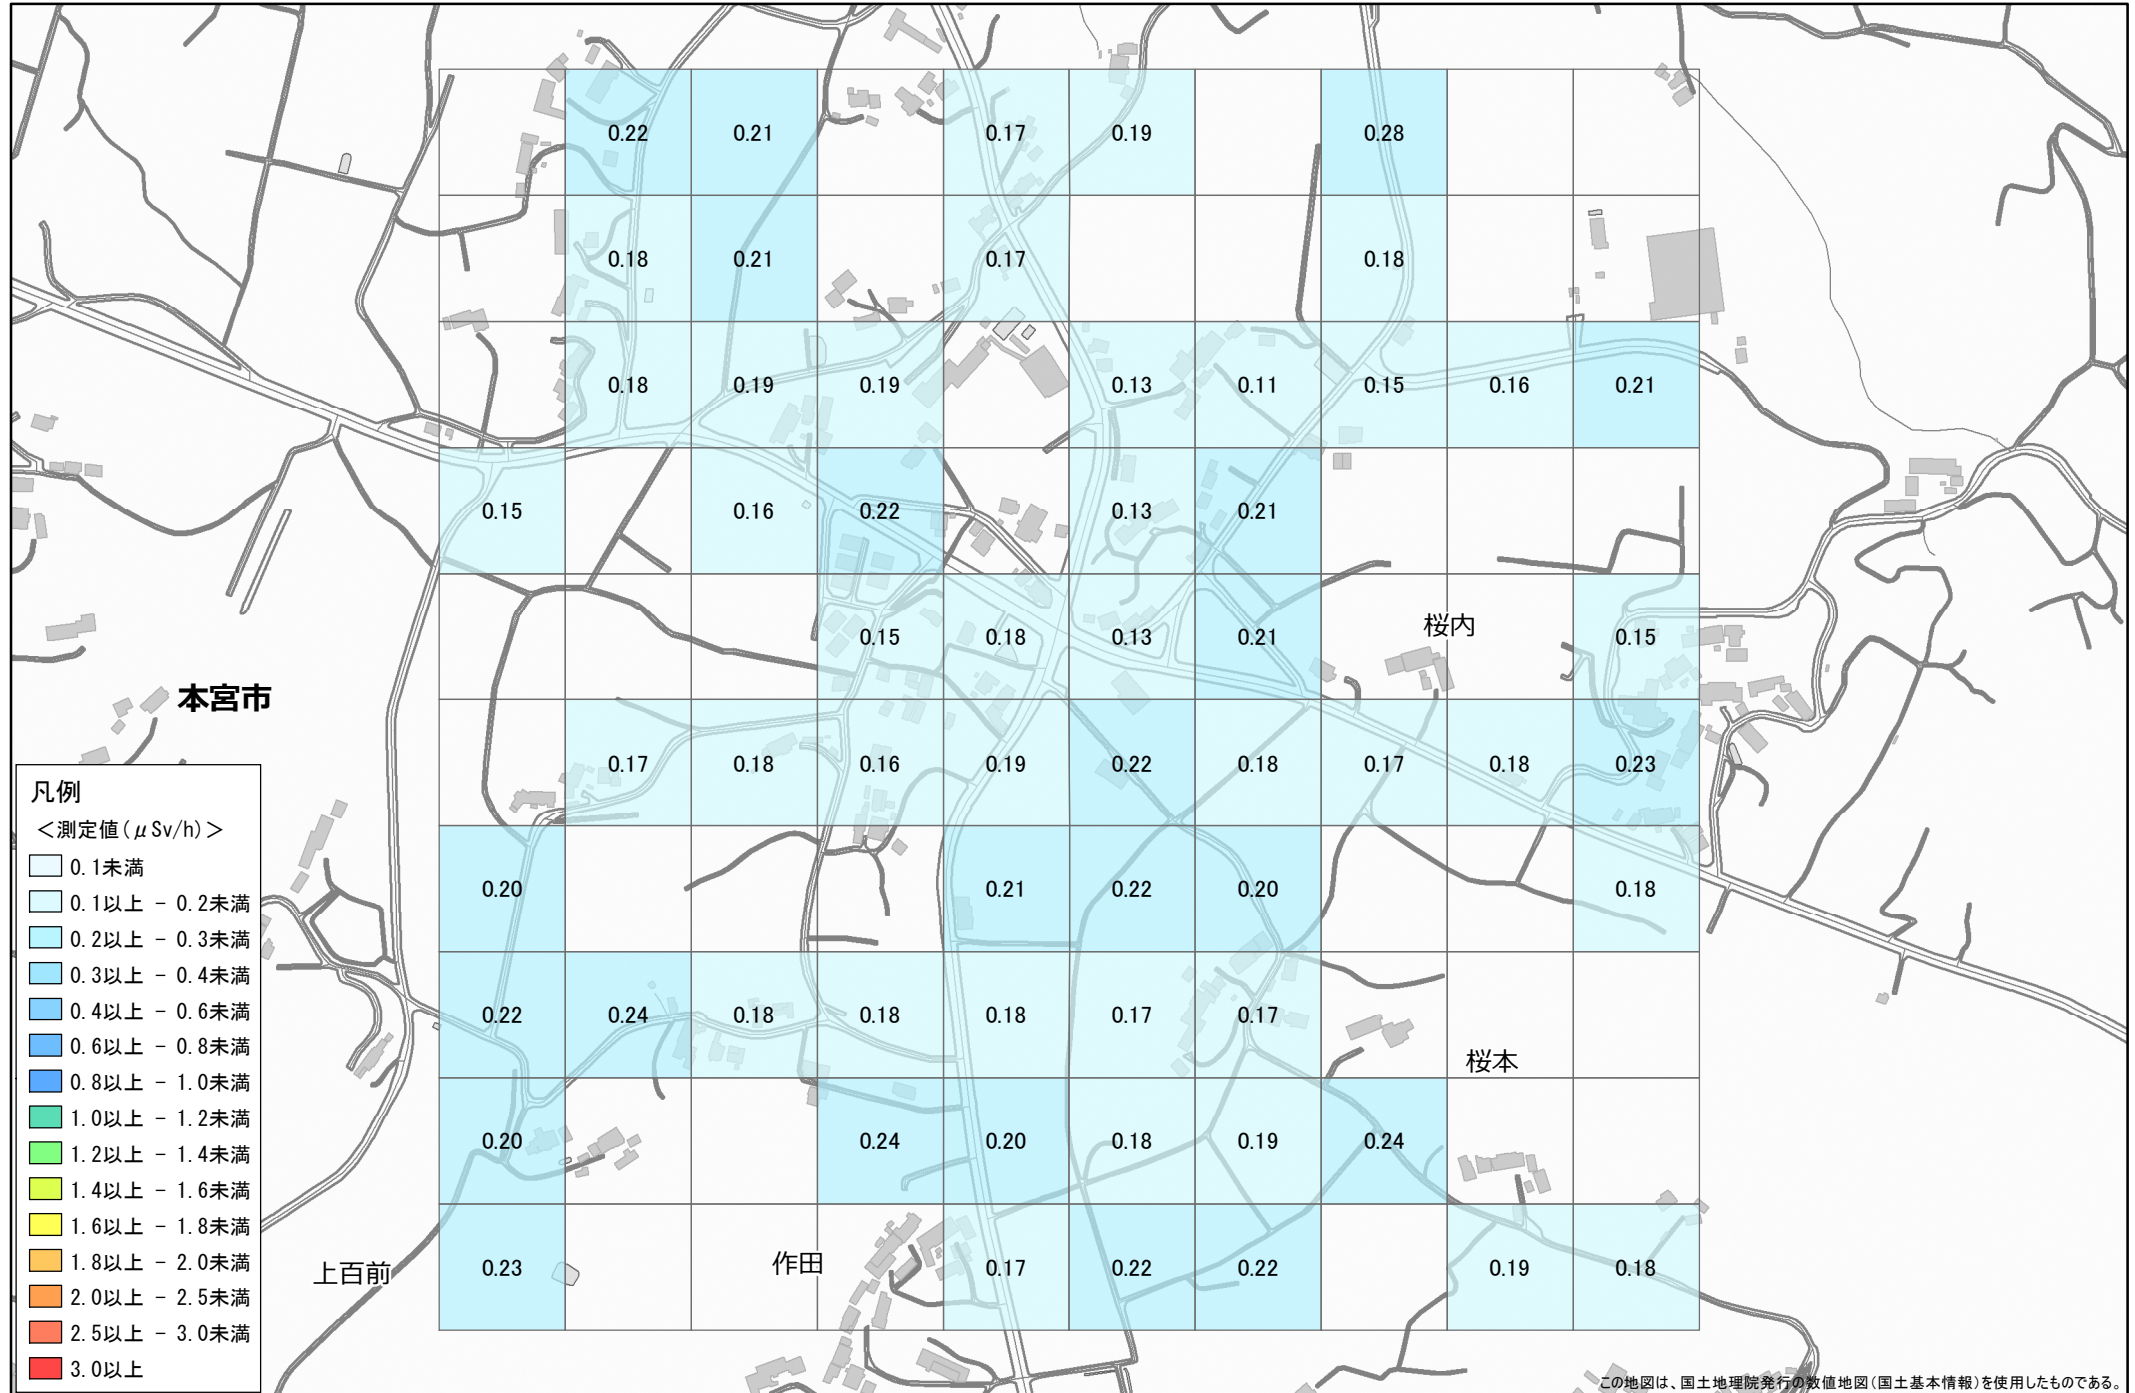 0.22 0.21 0.17 0.19 0.28
0.18 0.21 0.17 0.18
0.18 0.19 0.19 0.13 0.11 0.15 0.16 0.21
0.15 0.16 0.22 0.13 0.21
桜内
0.15 0.18 0.13 0.21 0.15
本宮市
0.17 0.18 0.16 0.19 0.22 0.18 0.17 0.18 0.23
0.20 0.21 0.22 0.20 0.18
0.22 0.24 0.18 0.18 0.18 0.17 0.17
桜本
0.20 0.24 0.20 0.18 0.19 0.24
上百前
作田
0.23 0.17 0.22 0.22 0.19 0.18
凡例
＜測定値(μSv/h)＞
0.1未満
0.1以上 - 0.2未満
0.2以上 - 0.3未満
0.3以上 - 0.4未満
0.4以上 - 0.6未満
0.6以上 - 0.8未満
0.8以上 - 1.0未満
1.0以上 - 1.2未満
1.2以上 - 1.4未満
1.4以上 - 1.6未満
1.6以上 - 1.8未満
1.8以上 - 2.0未満
2.0以上 - 2.5未満
2.5以上 - 3.0未満
3.0以上
この地図は、国土地理院発行の数値地図(国土基本情報)を使用したものである。